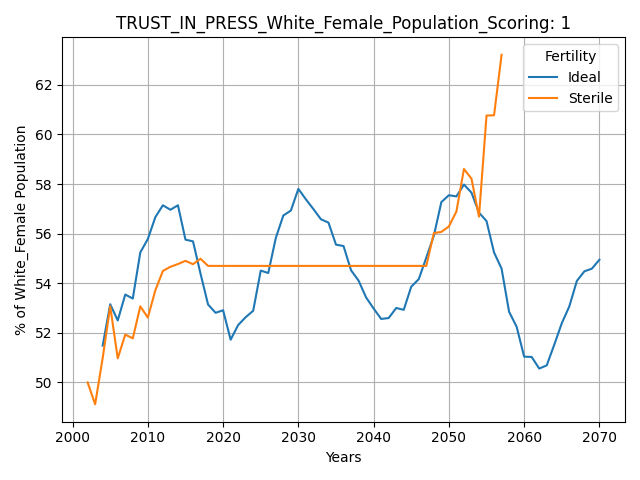 TRUST_IN_PRESS_White_Female_Population_Scoring: 1
Fertility
Ideal
Sterile
% of White_Female Population
62
60
58
56
54
52
50
2000
2010
2020
2030
2040
2050
2060
2070
Years